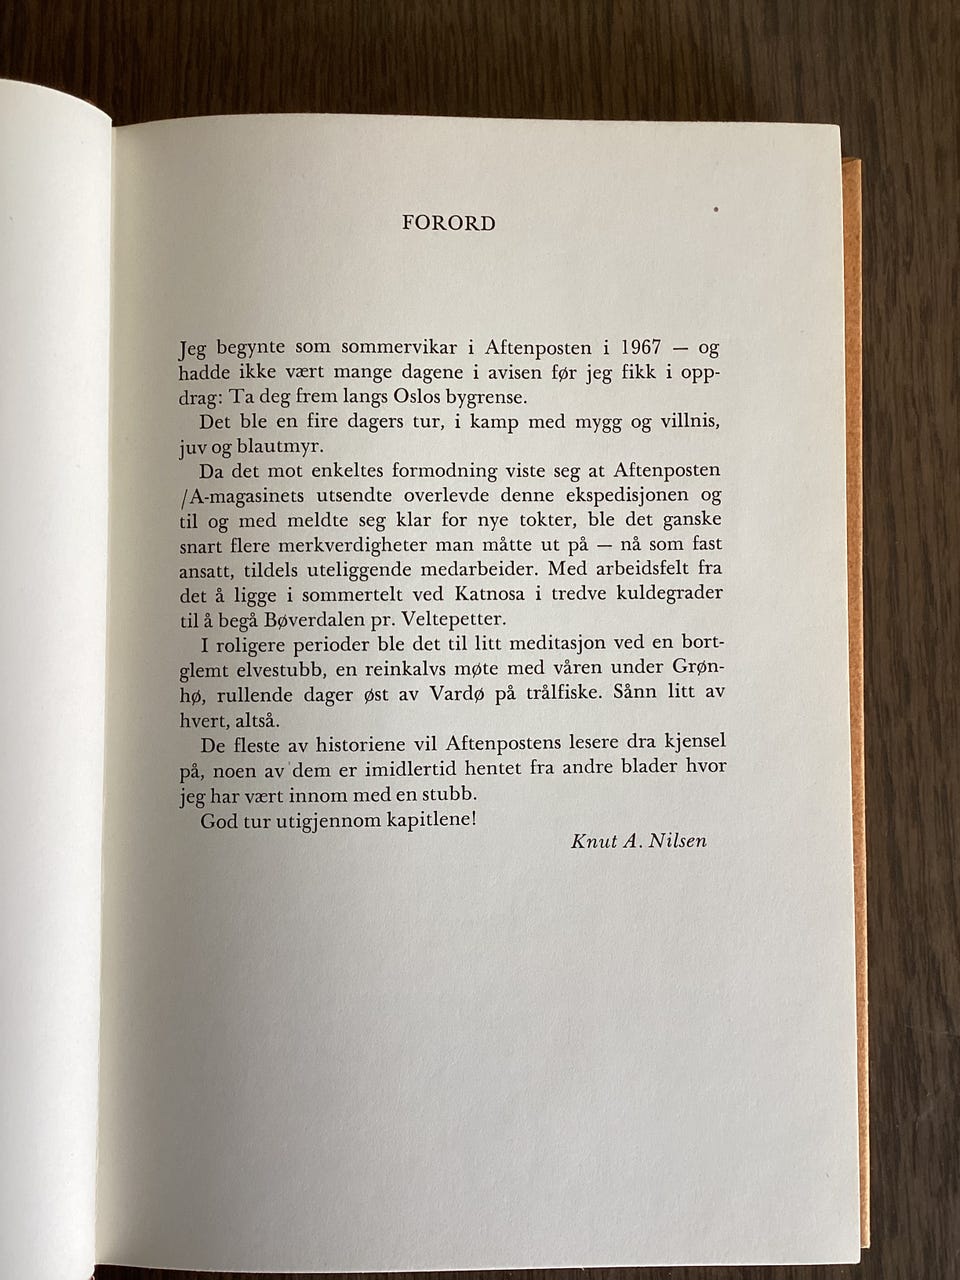 FORORD
Jeg begynte som sommervikar i Aftenposten i 1967 — og
hadde ikke vært mange dagene i avisen før jeg fikk i opp-
drag: Ta deg frem langs Oslos bygrense.
Det ble en fire dagers tur, i kamp med mygg og villnis,
juv og blautmyr.
Da det mot enkeltes formodning viste seg at Aftenposten
/A-magasinets utsendte overlevde denne ekspedisjonen og
til og med meldte seg klar for nye tokter, ble det ganske
snart flere merkverdigheter man måtte ut på — nå som fast
ansatt, tildels uteliggende medarbeider. Med arbeidsfelt fra
det å ligge i sommertelt ved Katnosa i tredve kuldegrader
til å begå Bøverdalen pr. Veltepetter.
I roligere perioder ble det til litt meditasjon ved en bort-
glemt elvestubb, en reinkalvs møte med våren under Grøn-
hø, rullende dager øst av Vardø på trålfiske. Sånn litt av
hvert, altså.
De fleste av historiene vil Aftenpostens lesere dra kjensel
på, noen av dem er imidlertid hentet fra andre blader hvor
jeg har vært innom med en stubb.
God tur utigjennom kapitlene!
Knut A. Nilsen